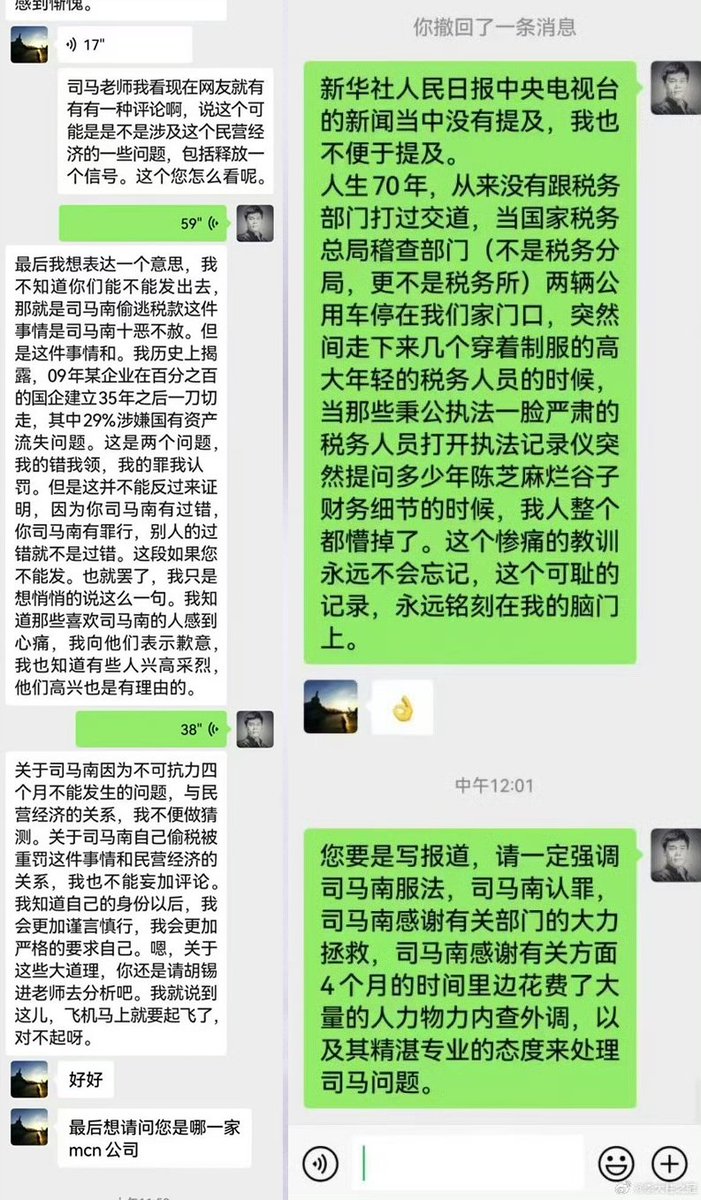 感到惭愧。
17"
司马老师我看现在网友就有
有有一种评论啊，说这个可
能是是不是涉及这个民营经
济的一些问题，包括释放一
个信号。这个您怎么看呢。
59"
最后我想表达一个意思，我
不知道你们能不能发出去，
那就是司马南偷逃税款这件
事情是司马南十恶不赦。但
是这件事情和。我历史上揭
露，09年某企业在百分之百
的国企建立35年之后一刀切
走，其中29%涉嫌国有资产
流失问题。这是两个问题，
我的错我领，我的罪我认
罚。但是这并不能反过来证
明，因为你司马南有过错，
你司马南有罪行，别人的过
错就不是过错。这段如果您
不能发。也就罢了，我只是
想悄悄的说这么一句。我知
道那些喜欢司马南的人感到
心痛，我向他们表示歉意，
我也知道有些人兴高采烈，
他们高兴也是有理由的。
38"
关于司马南因为不可抗力四
个月不能发生的问题，与民
营经济的关系，我不便做猜
测。关于司马南自己偷税被
重罚这件事情和民营经济的
关系，我也不能妄加评论。
我知道自己的身份以后，我
会更加谨言慎行，我会更加
严格的要求自己。嗯，关于
这些大道理，你还是请胡锡
进老师去分析吧。我就说到
这儿，飞机马上就要起飞了，
对不起呀。
好好
最后想请问您是哪一家
mcn公司
你撤回了一条消息
新华社人民日报中央电视台
的新闻当中没有提及，我也
不便于提及。
人生70年，从来没有跟税务
部门打过交道，当国家税务
总局稽查部门（不是税务分
局，更不是税务所）两辆公
用车停在我们家门口，突然
间走下来几个穿着制服的高
大年轻的税务人员的时候，
当那些秉公执法一脸严肃的
税务人员打开执法记录仪突
然提问多少年陈芝麻烂谷子
财务细节的时候，我人整个
都懵掉了。这个惨痛的教训
永远不会忘记，这个可耻的
记录，永远铭刻在我的脑门
上。
中午12:01
您要是写报道，请一定强调
司马南服法，司马南认罪，
司马南感谢有关部门的大力
拯救，司马南感谢有关方面
4个月的时间里边花费了大
量的人力物力内查外调，以
及其精湛专业的态度来处理
司马问题。